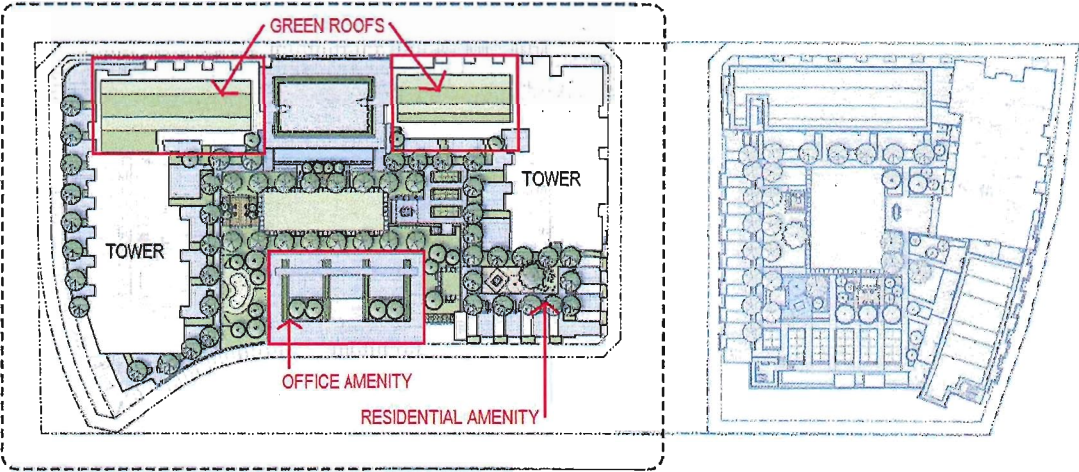 GREEN ROOFS
TOWER
TOWER
OFFICE AMENITY
RESIDENTIAL AMENITY